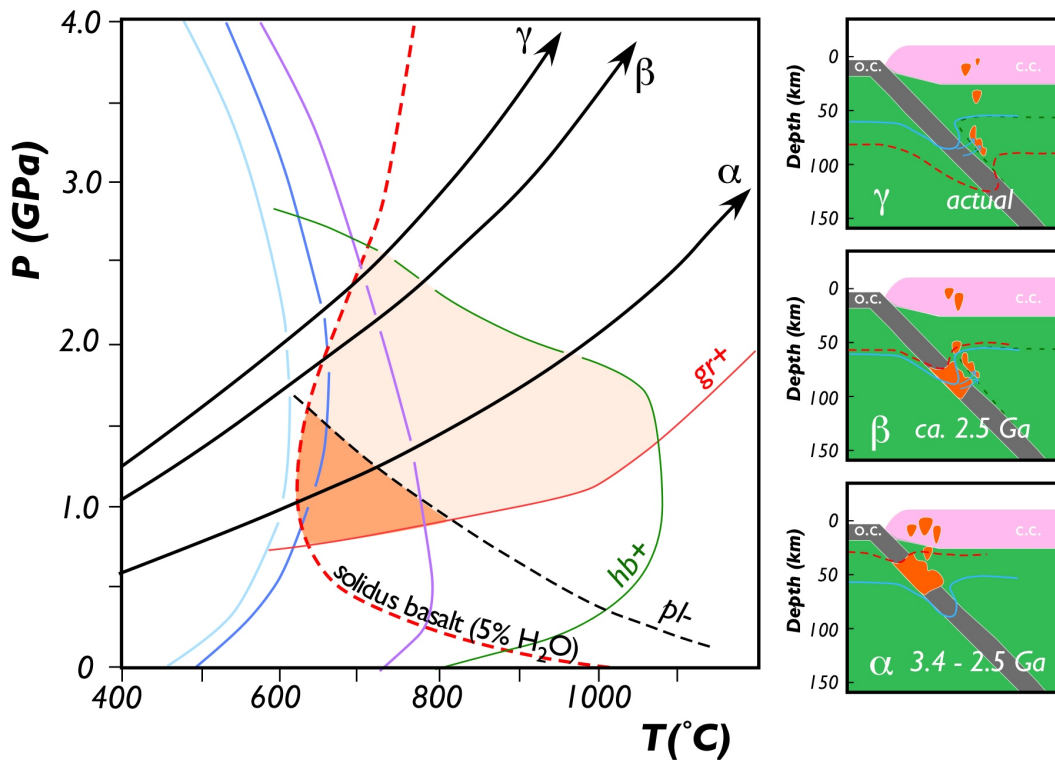 4.0
3.0
2.0
1.0
0
P (GPa)
400
600
800
1000
T(°C)
γ
β
α
gr+
hb+
pl-
solidus basalt (5% H₂O)
Depth (km)
0
50
100
150
o.c.
c.c.
γ
actual
Depth (km)
0
50
100
150
o.c.
c.c.
β ca. 2.5 Ga
Depth (km)
0
50
100
150
o.c.
c.c.
α 3.4 - 2.5 Ga